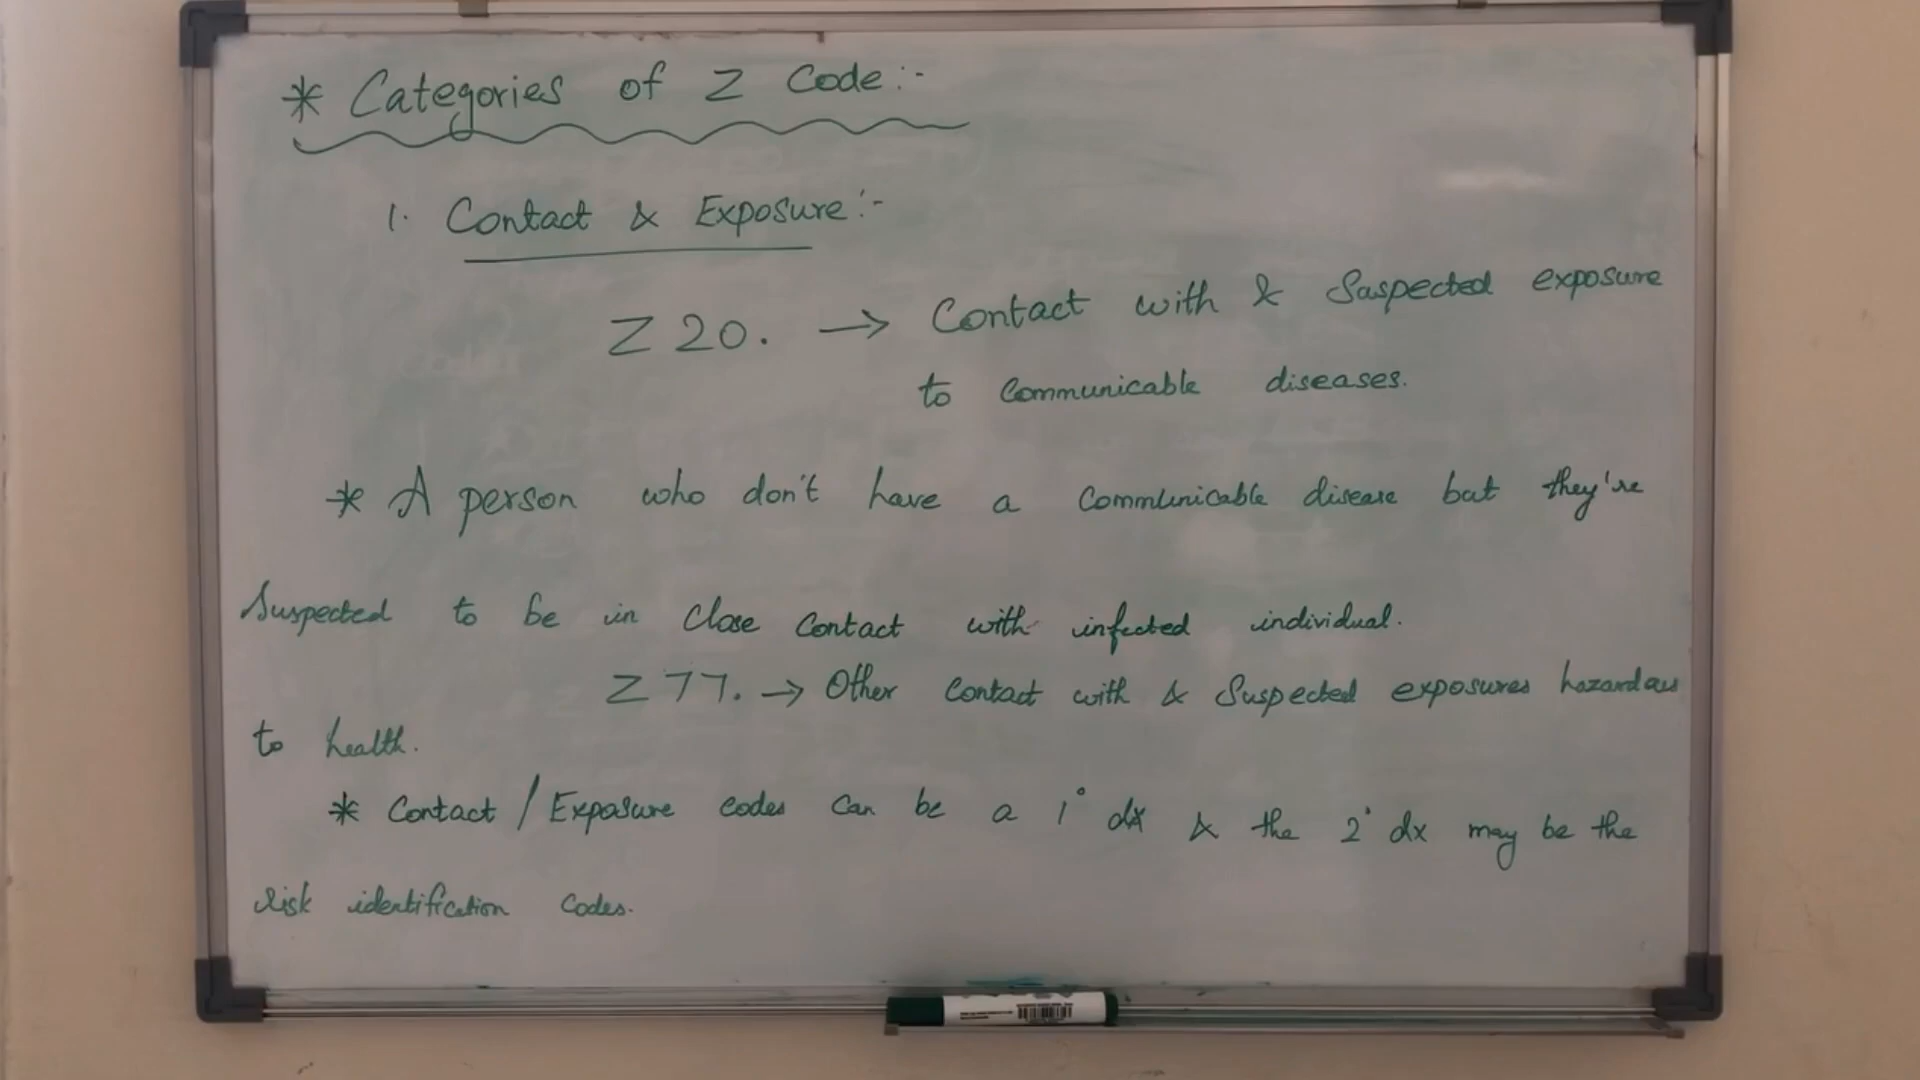 * Categories of Z Code:-
1. Contact & Exposure:-
Z 20. → Contact with & Suspected exposure
to Communicable diseases.
* A person who don't have a Communicable disease but they're
Suspected to be in Close Contact with infected individual.
Z 77. → Other Contact with & Suspected exposures hazardous
to health.
* Contact / Exposure codes can be a 1° dx & the 2° dx may be the
risk identification Codes.